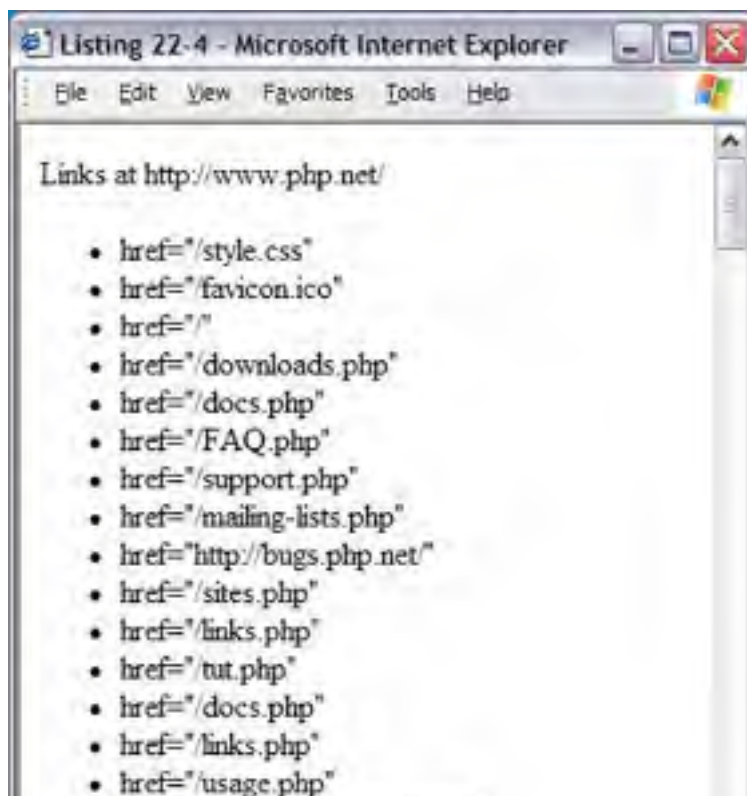 Listing 22-4 - Microsoft Internet Explorer
File Edit View Favorites Tools Help
Links at http://www.php.net/
• href="/style.css"
• href="/favicon.ico"
• href="/"
• href="/downloads.php"
• href="/docs.php"
• href="/FAQ.php"
• href="/support.php"
• href="/mailing-lists.php"
• href="http://bugs.php.net/"
• href="/sites.php"
• href="/links.php"
• href="/tut.php"
• href="/docs.php"
• href="/links.php"
• href="/usage.php"